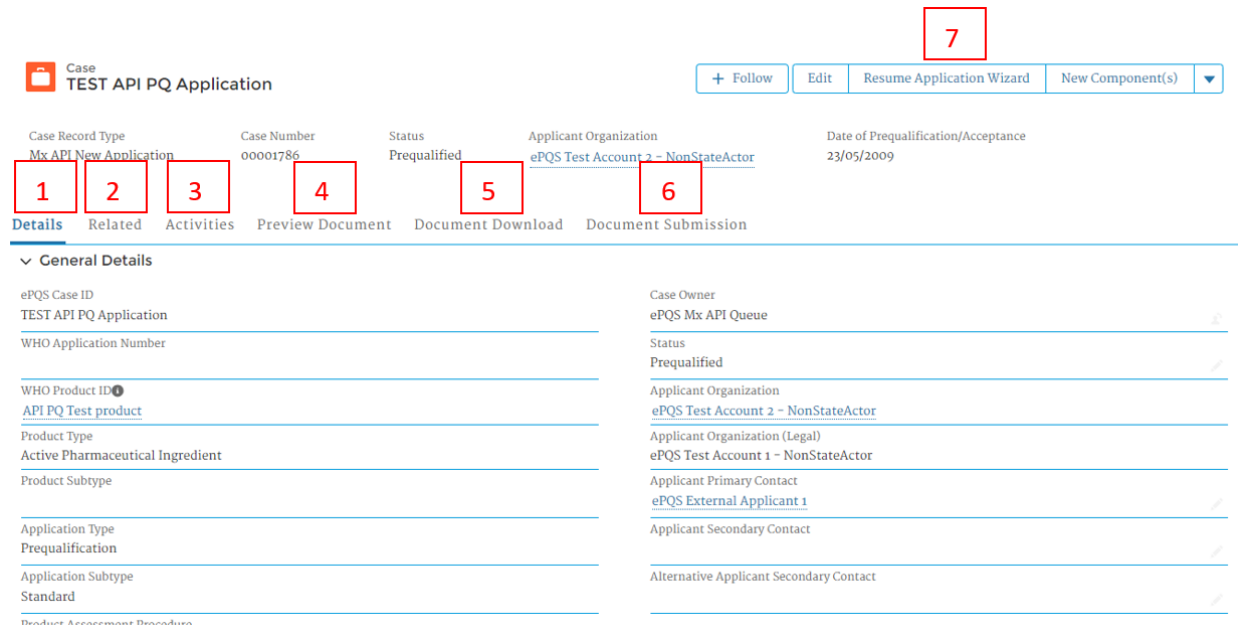 7
Case
TEST API PQ Application
+ Follow
Edit
Resume Application Wizard
New Component(s)
Case Record Type
Case Number
Status
Applicant Organization
Date of Prequalification/Acceptance
Mx API New Application
00001786
Prequalified
ePQS Test Account 2 - NonStateActor
23/05/2009
1
2
3
4
5
6
Details
Related
Activities
Preview Document
Document Download
Document Submission
General Details
ePQS Case ID
TEST API PQ Application
Case Owner
ePQS Mx API Queue
WHO Application Number
Status
Prequalified
WHO Product ID
API PQ Test product
Applicant Organization
ePQS Test Account 2 - NonStateActor
Product Type
Active Pharmaceutical Ingredient
Applicant Organization (Legal)
ePQS Test Account 1 - NonStateActor
Product Subtype
Applicant Primary Contact
ePQS External Applicant 1
Application Type
Prequalification
Applicant Secondary Contact
Application Subtype
Standard
Alternative Applicant Secondary Contact
Product Assessment Procedure